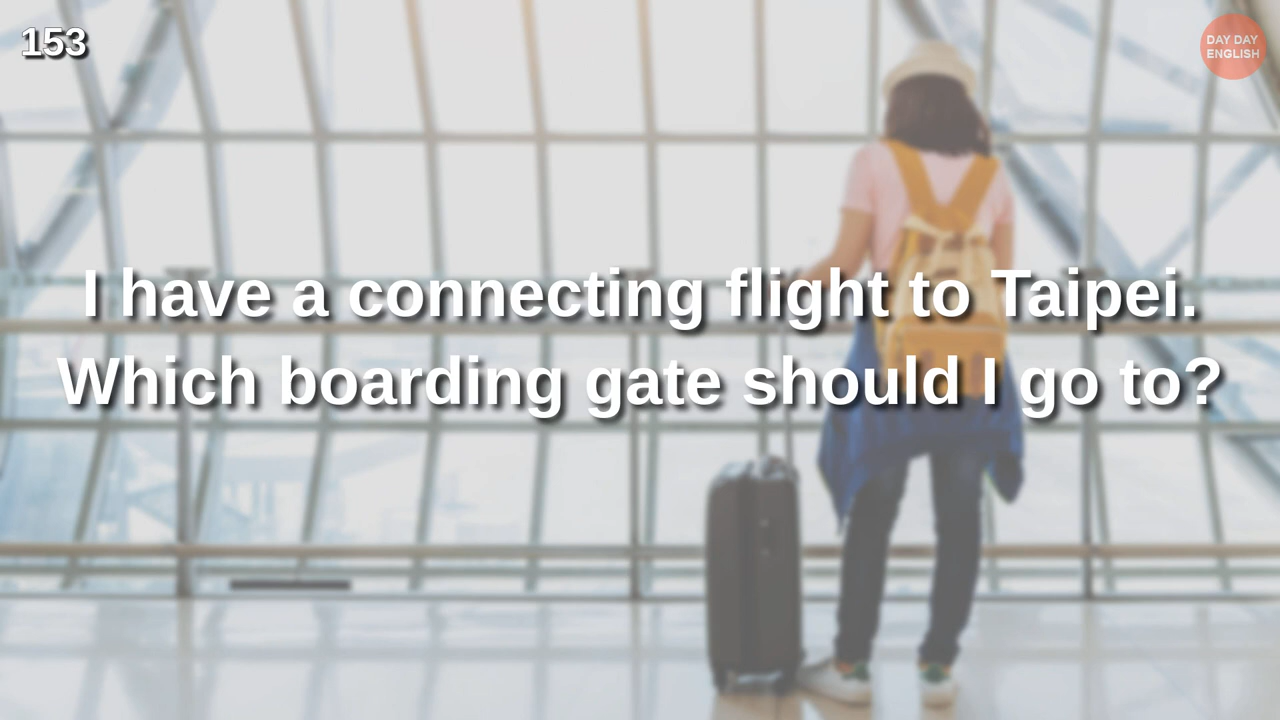 153
DAY DAY
ENGLISH
I have a connecting flight to Taipei.
Which boarding gate should I go to?